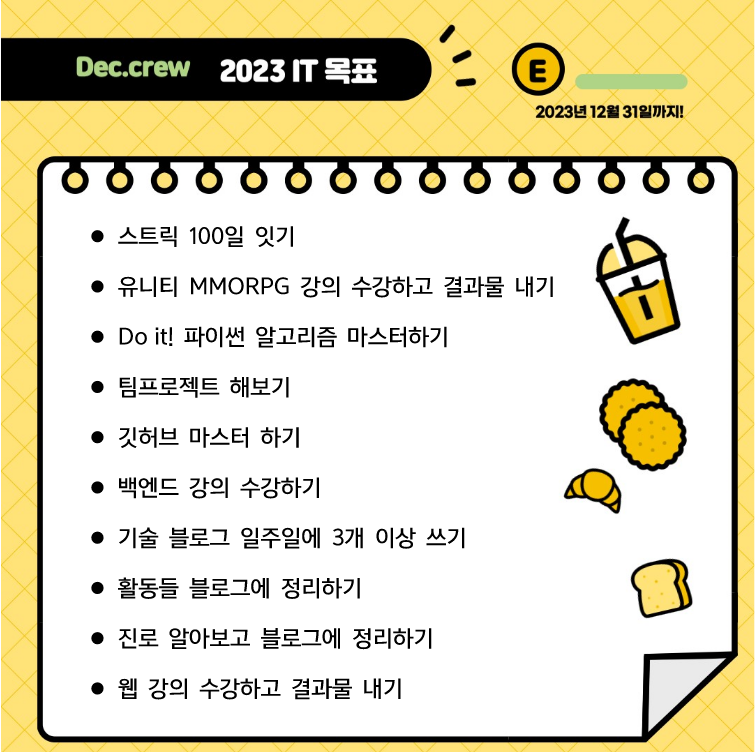 Dec.crew 2023 IT 목표
E
2023년 12월 31일까지!
• 스트릭 100일 잇기
• 유니티 MMORPG 강의 수강하고 결과물 내기
• Do it! 파이썬 알고리즘 마스터하기
• 팀프로젝트 해보기
• 깃허브 마스터 하기
• 백엔드 강의 수강하기
• 기술 블로그 일주일에 3개 이상 쓰기
• 활동들 블로그에 정리하기
• 진로 알아보고 블로그에 정리하기
• 웹 강의 수강하고 결과물 내기